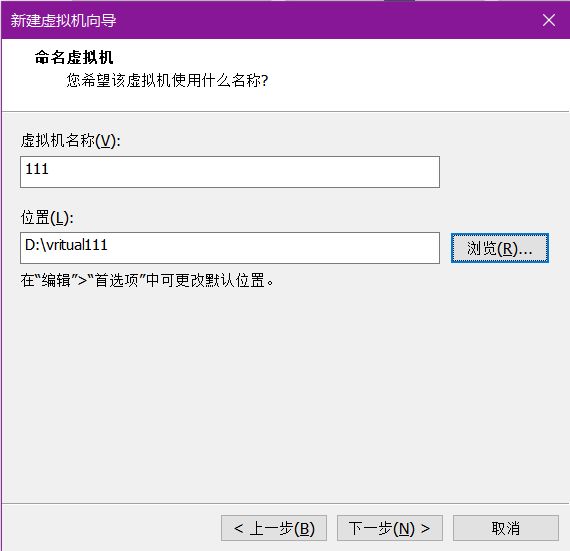 新建虚拟机向导
命名虚拟机
您希望该虚拟机使用什么名称?
虚拟机名称(V):
111
位置(L):
D:\vritual111
浏览(R)...
在“编辑”>“首选项”中可更改默认位置。
< 上一步(B)
下一步(N) >
取消